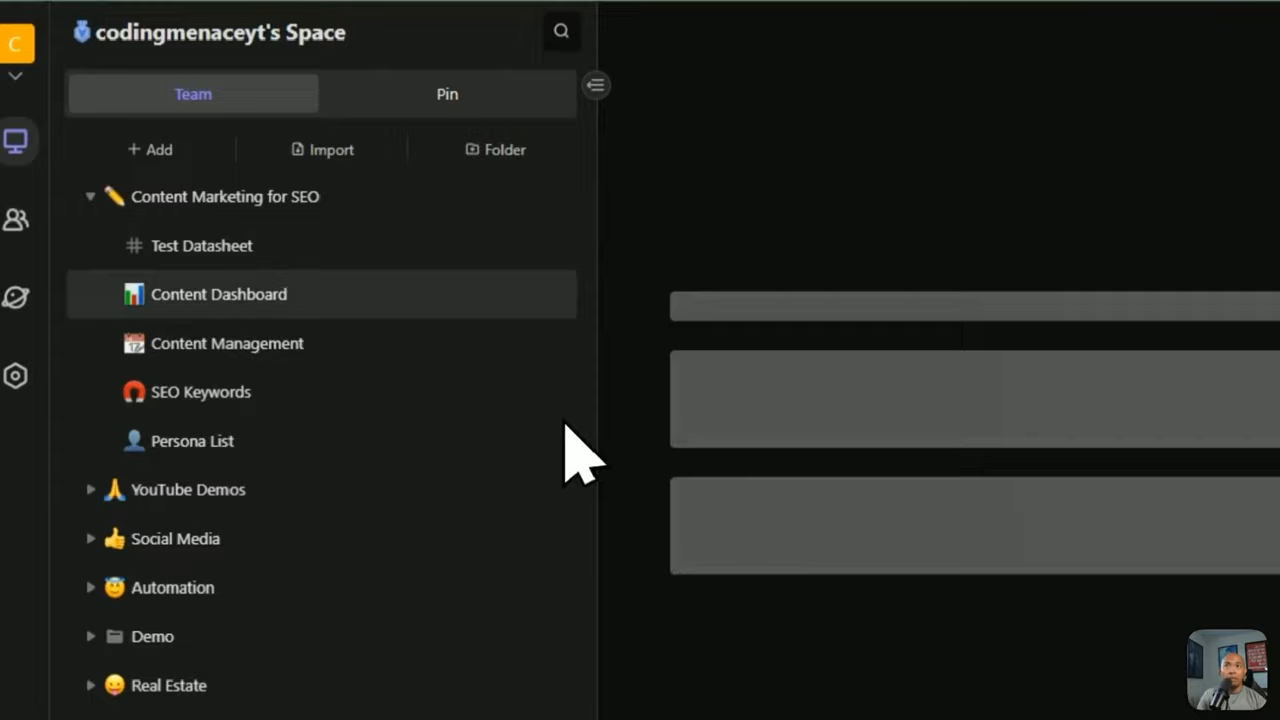 C
codingmenaceyt's Space
Team Pin
Add Import Folder
Content Marketing for SEO
Test Datasheet
Content Dashboard
Content Management
SEO Keywords
Persona List
YouTube Demos
Social Media
Automation
Demo
Real Estate